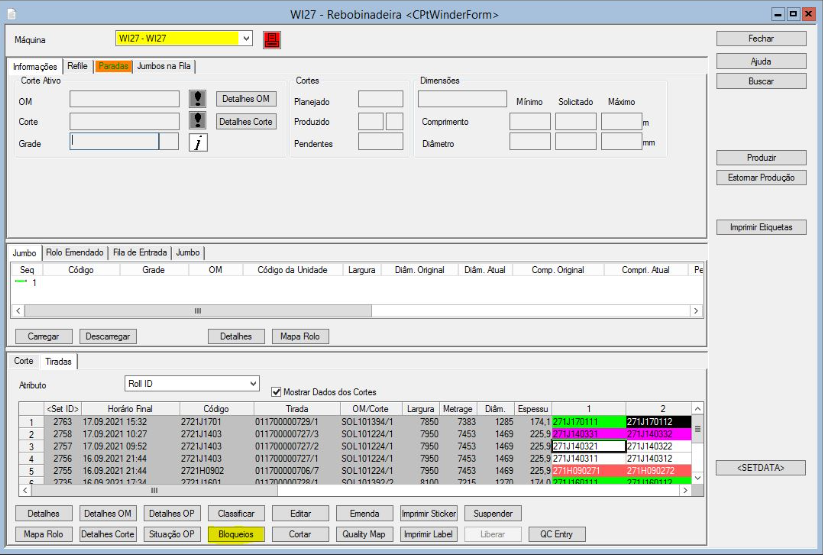 WI27 - Rebobinadeira <CPtWinderForm>
Máquina WI27 - WI27 Fechar
Ajuda
Informações Refile Paradas Jumbos na Fila
Buscar
Corte Ativo Cortes Dimensões
OM Detalhes OM Planejado Mínimo Solicitado Máximo
Corte Detalhes Corte Produzido Comprimento m
Grade Pendentes Diâmetro mm
Produzir
Estornar Produção
Imprimir Etiquetas
Jumbo Rolo Emendado Fila de Entrada Jumbo
Seq Código Grade OM Código da Unidade Largura Diâm. Original Diâm. Atual Comp. Original Compri. Atual Pe
1
Carregar Descarregar Detalhes Mapa Rolo
Corte Tiradas
Atributo Roll ID Mostrar Dados dos Cortes
<Set ID> Horário Final Código Tirada OM/Corte Largura Metrage Diâm. Espessu 1 2
1 2763 17.09.2021 15:32 2721J1701 011700000729/1 SOL101394/1 7850 7383 1285 174,1 271J170111 271J170112
2 2758 17.09.2021 10:27 2721J1403 011700000727/3 SOL101224/1 7950 7453 1469 225,9 271J140331 271J140332
3 2757 17.09.2021 09:52 2721J1403 011700000727/2 SOL101224/1 7950 7453 1469 225,9 271J140321 271J140322
4 2756 16.09.2021 21:44 2721J1403 011700000727/1 SOL101224/1 7950 7453 1469 225,9 271J140311 271J140312
5 2755 16.09.2021 21:44 2721H0902 011700000706/7 SOL101224/1 7950 7453 1469 225,9 271H090271 271H090272
6 2728 16.09.2021 17:34 2721J1601 011700000728/1 SOL101392/2 8100 7215 1270 174,0 271J160111 271J160112
<SETDATA>
Detalhes Detalhes OM Detalhes OP Classificar Editar Emenda Imprimir Sticker Suspender
Mapa Rolo Detalhes Corte Situação OP Bloqueios Cortar Quality Map Imprimir Label Liberar QC Entry